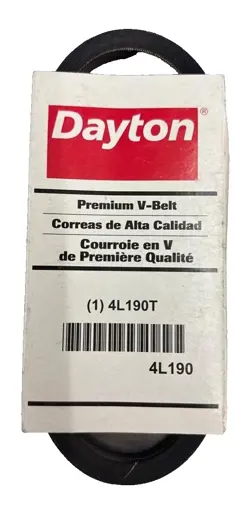 Dayton®
Premium V-Belt
Correas de Alta Calidad
Courroie en V
de Première Qualité
(1) 4L190T
4L190